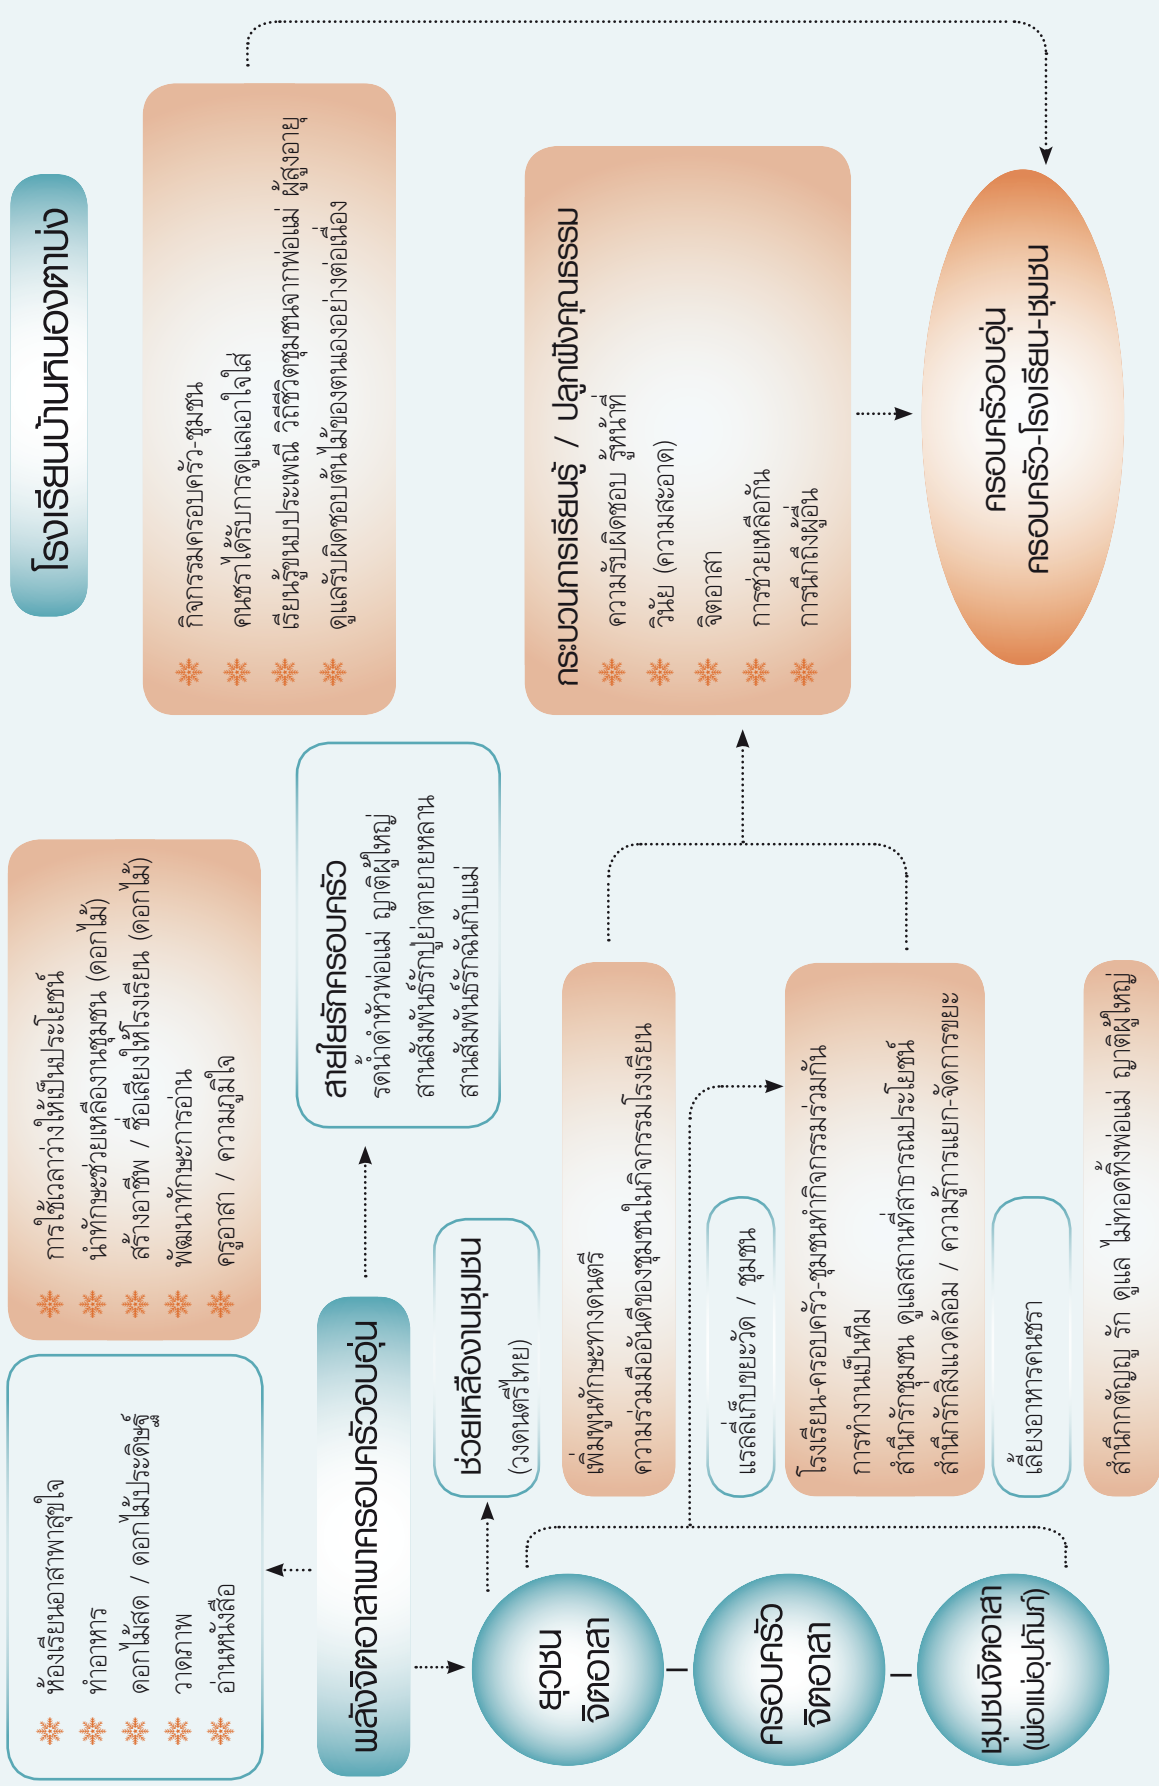 โรงเรียนบ้านหนองตาบ่ง
ห้องเรียนอาสาพาสุขใจ
ทำอาหาร
ดอกไม้สด / ดอกไม้ประดิษฐ์
วาดภาพ
อ่านหนังสือ
การใช้เวลาว่างให้เป็นประโยชน์
นำทักษะช่วยเหลืองานชุมชน (ดอกไม้)
สร้างอาชีพ / ชื่อเสียงให้โรงเรียน (ดอกไม้)
พัฒนาทักษะการอ่าน
ครูอาสา / ความภูมิใจ
กิจกรรมครอบครัว-ชุมชน
คนชราได้รับการดูแลเอาใจใส่
เรียนรู้ขนบประเพณี วิถีชีวิตชุมชนจากพ่อแม่ ผู้สูงอายุ
ดูแลรับผิดชอบต้นไม้ของตนเองอย่างต่อเนื่อง
พลังจิตอาสาพาครอบครัวอบอุ่น
สายใยรักครอบครัว
รดน้ำดำหัวพ่อแม่ ญาติผู้ใหญ่
สานสัมพันธ์รักปู่ย่าตายายหลาน
สานสัมพันธ์รักฉันกับแม่
ช่วยเหลืองานชุมชน
(วงดนตรีไทย)
ยุวชน
จิตอาสา
ครอบครัว
จิตอาสา
ชุมชนจิตอาสา
(พ่อแม่อุปถัมภ์)
เพิ่มพูนทักษะทางดนตรี
ความร่วมมืออันดีของชุมชนในกิจกรรมโรงเรียน
แรลลี่เก็บขยะวัด / ชุมชน
โรงเรียน-ครอบครัว-ชุมชนทำกิจกรรมร่วมกัน
การทำงานเป็นทีม
สำนึกรักชุมชน ดูแลสถานที่สาธารณประโยชน์
สำนึกรักสิ่งแวดล้อม / ความรู้การแยก-จัดการขยะ
เลี้ยงอาหารคนชรา
สำนึกกตัญญู รัก ดูแล ไม่ทอดทิ้งพ่อแม่ ญาติผู้ใหญ่
กระบวนการเรียนรู้ / ปลูกฝังคุณธรรม
ความรับผิดชอบ รู้หน้าที่
วินัย (ความสะอาด)
จิตอาสา
การช่วยเหลือกัน
การนึกถึงผู้อื่น
ครอบครัวอบอุ่น
ครอบครัว-โรงเรียน-ชุมชน